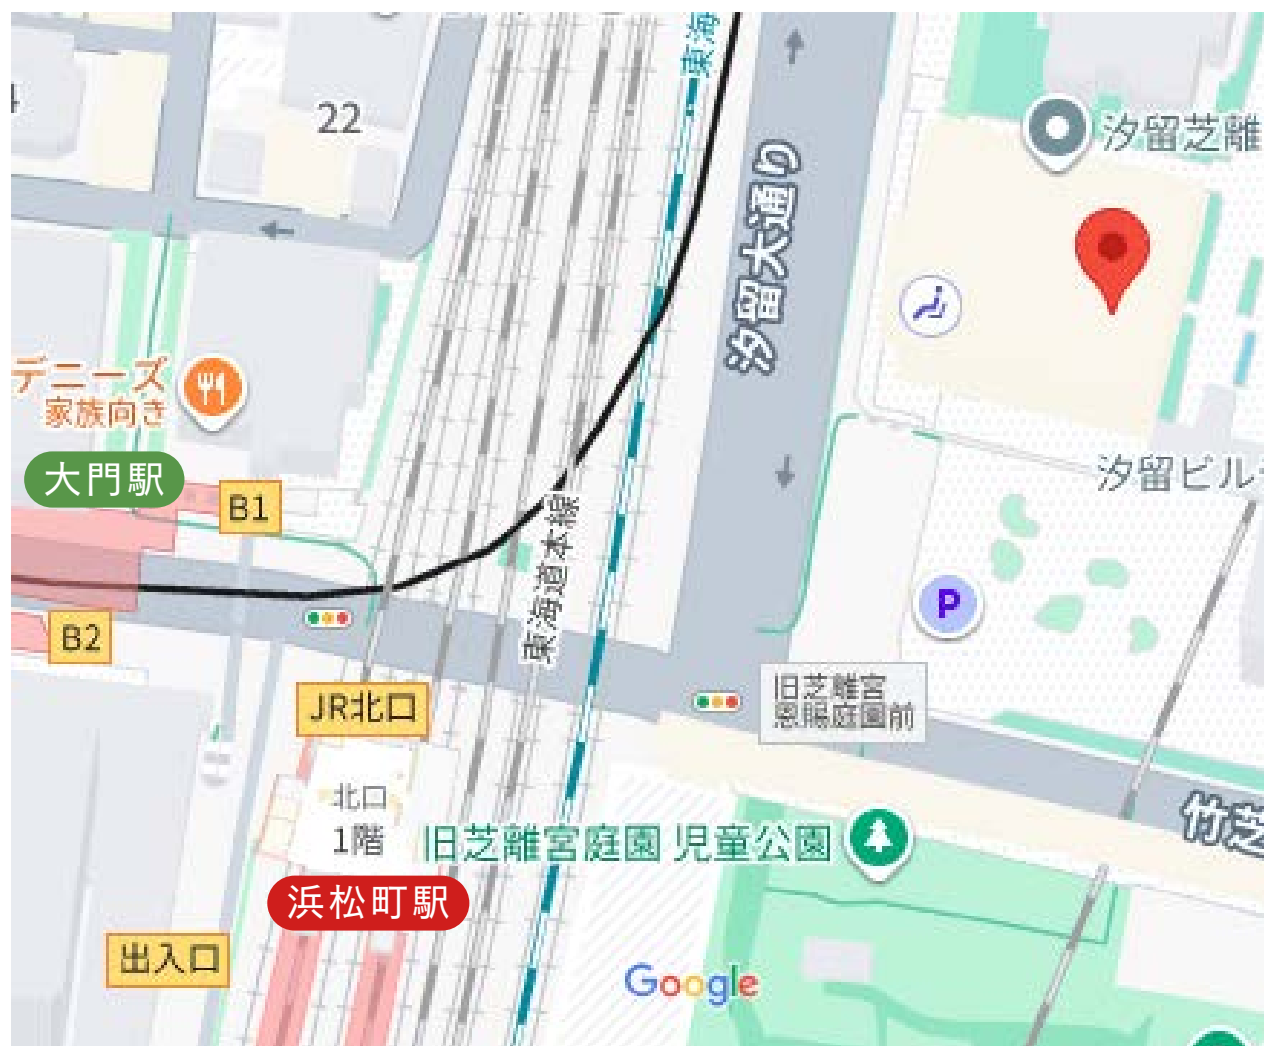 東海
4
22
汐留芝離
汐留大通り
デニーズ
家族向き
大門駅
B1
汐留ビル
東海道本線
P
B2
旧芝離宮
恩賜庭園前
JR北口
北口
1階
竹芝
旧芝離宮庭園 児童公園
浜松町駅
出入口
Google